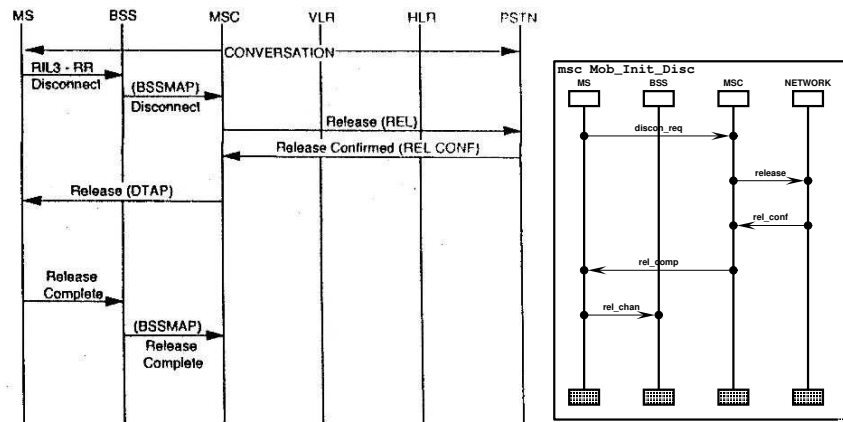 MS BSS MSC VLR HLR PSTN
CONVERSATION
RIL3 - RR
Disconnect
(BSSMAP)
Disconnect
Release (REL)
Release Confirmed (REL CONF)
Release (DTAP)
Release
Complete
(BSSMAP)
Release
Complete
msc Mob_Init_Disc
MS BSS MSC NETWORK
discon_req
release
rel_conf
rel_comp
rel_chan